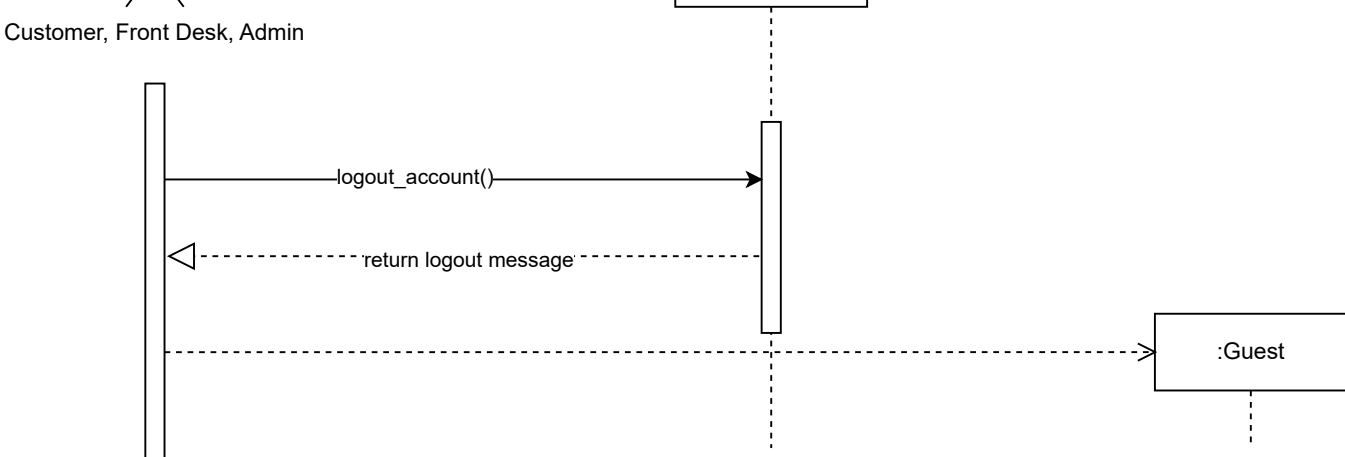 Customer, Front Desk, Admin
logout_account()
return logout message
:Guest